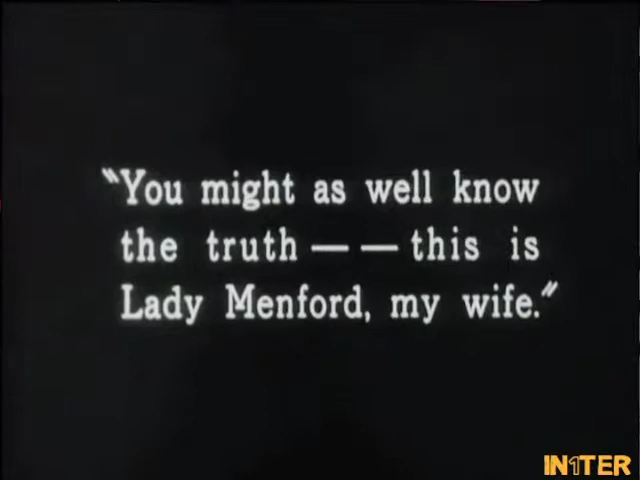 "You might as well know
the truth — — this is
Lady Menford, my wife."
IN1TER